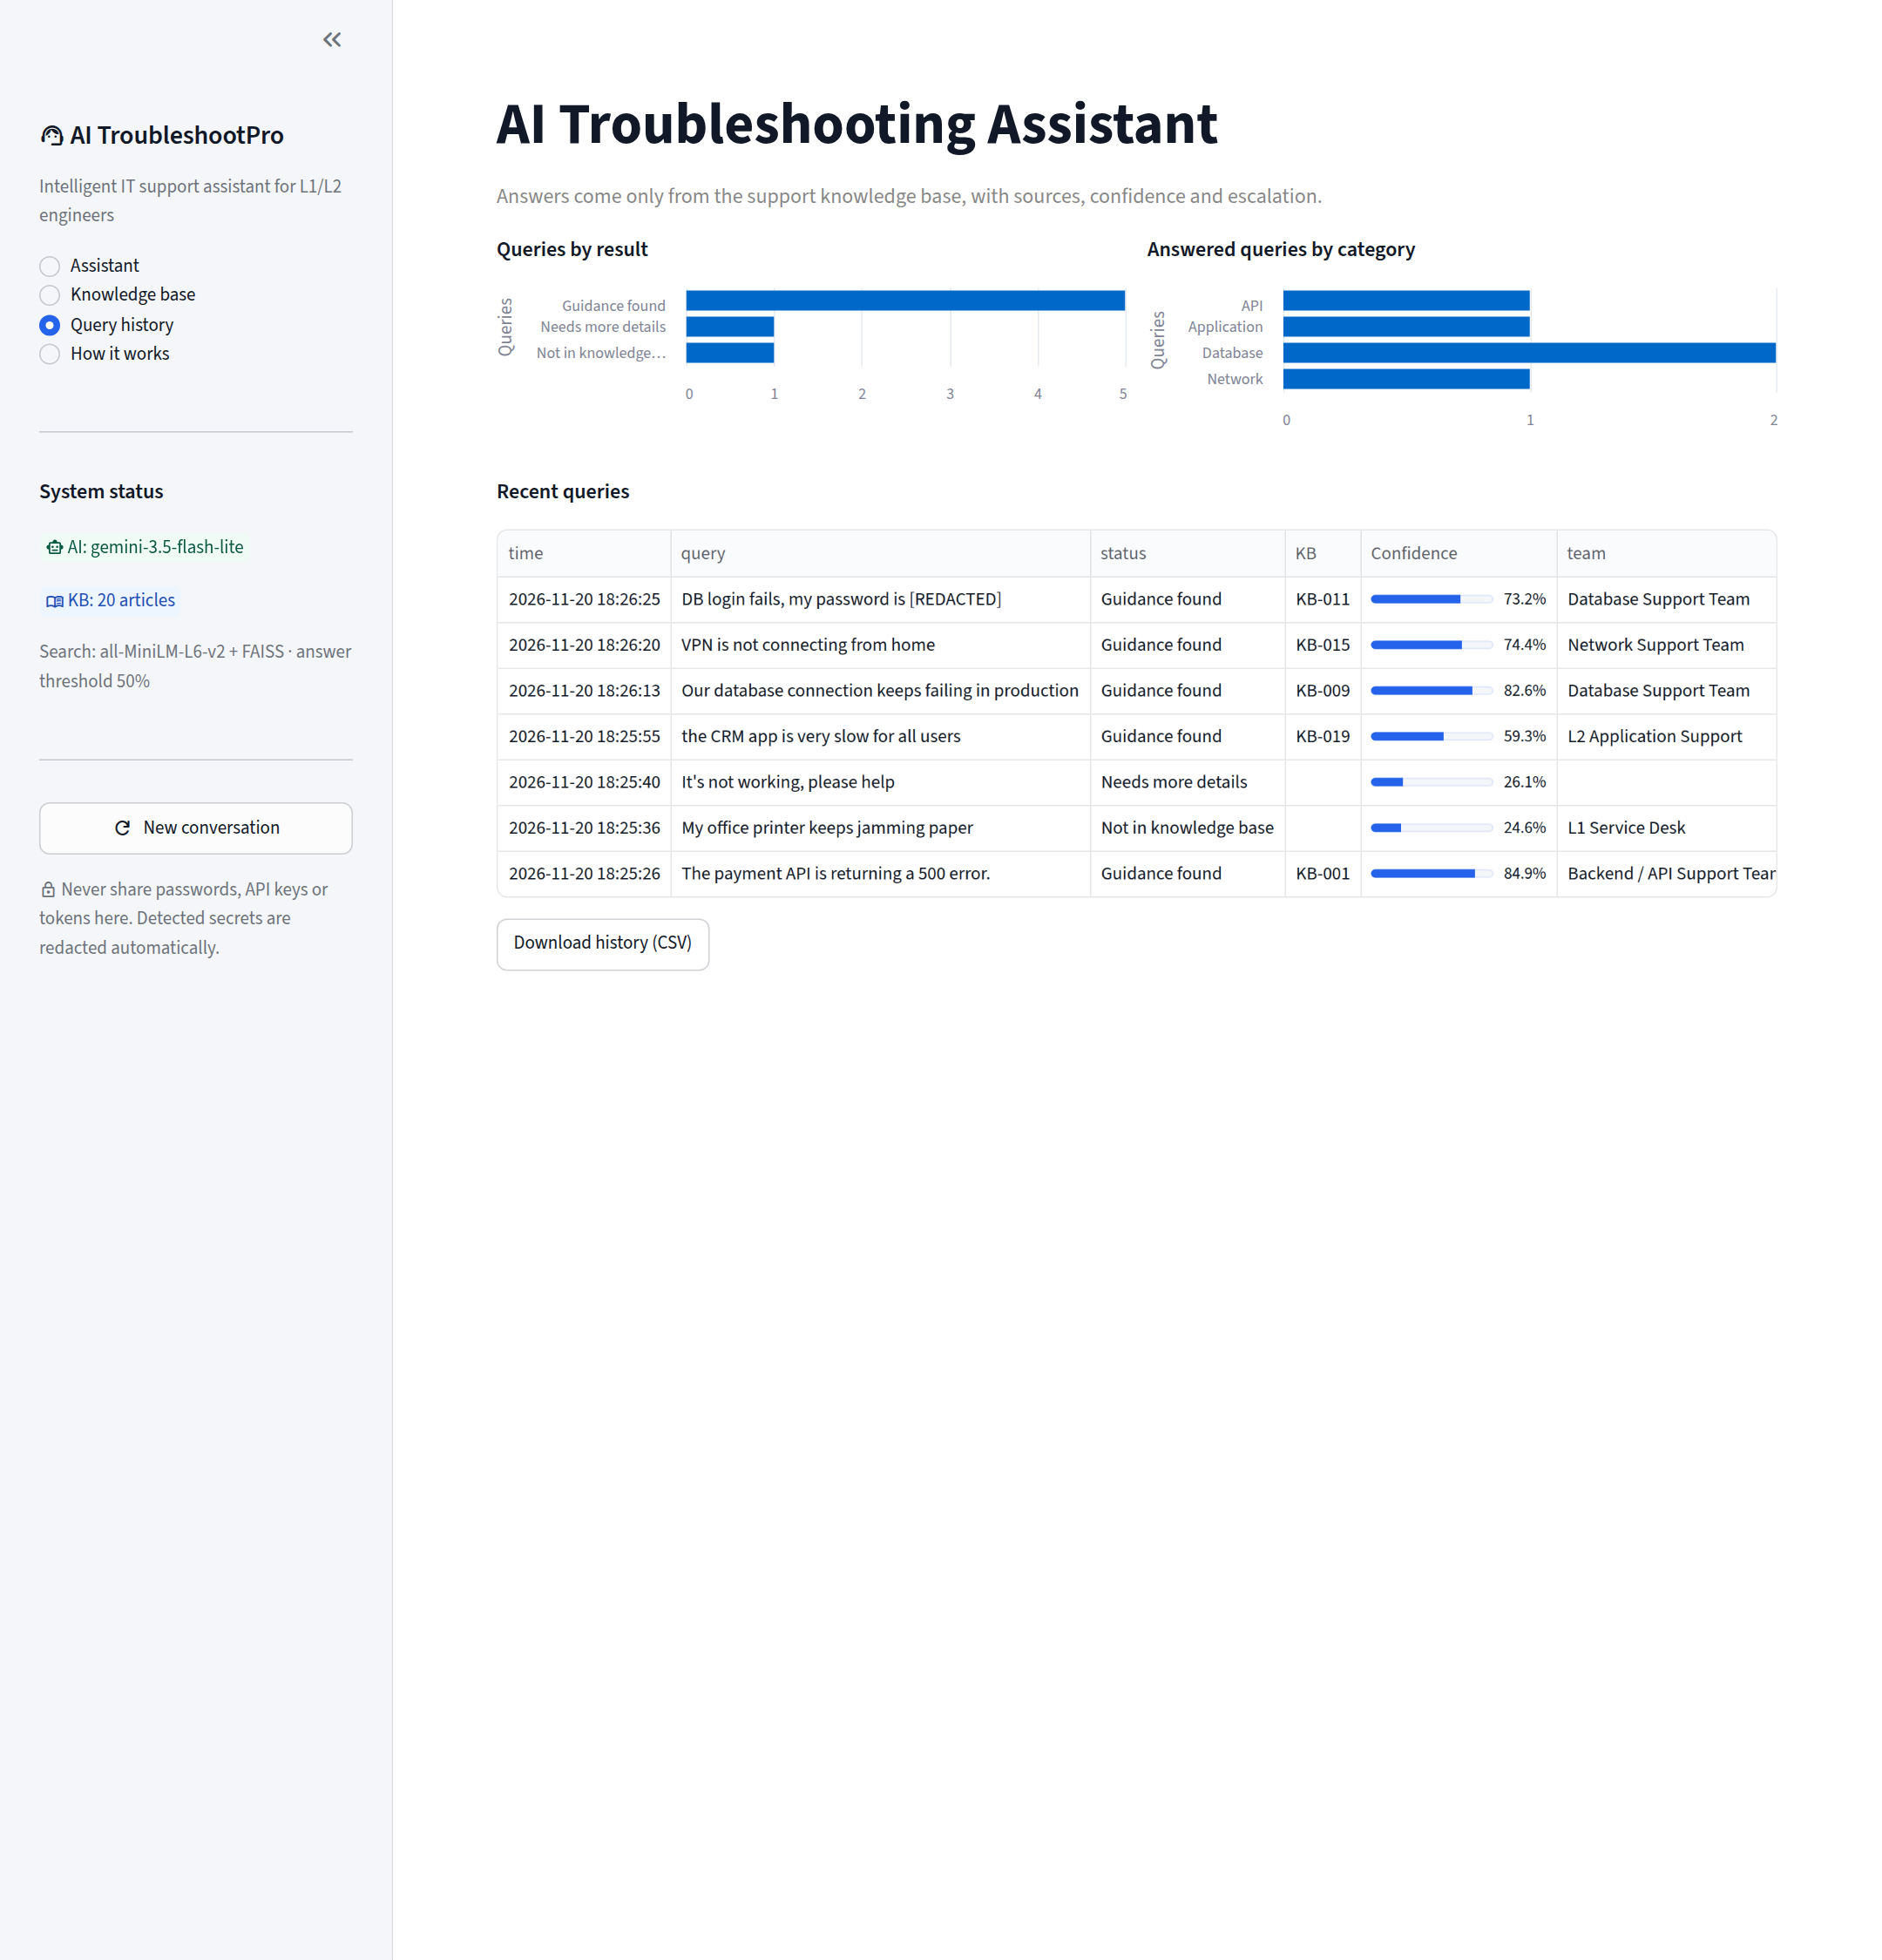 AI TroubleshootPro
Intelligent IT support assistant for L1/L2
engineers
Assistant
Knowledge base
Query history
How it works
System status
AI: gemini-3.5-flash-lite
KB: 20 articles
Search: all-MiniLM-L6-v2 + FAISS · answer
threshold 50%
New conversation
Never share passwords, API keys or
tokens here. Detected secrets are
redacted automatically.
AI Troubleshooting Assistant
Answers come only from the support knowledge base, with sources, confidence and escalation.
Queries by result
Queries
Guidance found
Needs more details
Not in knowledge…
0 1 2 3 4 5
Answered queries by category
Queries
API
Application
Database
Network
0 1 2
Recent queries
time query status KB Confidence team
2026-11-20 18:26:25 DB login fails, my password is [REDACTED] Guidance found KB-011 73.2% Database Support Team
2026-11-20 18:26:20 VPN is not connecting from home Guidance found KB-015 74.4% Network Support Team
2026-11-20 18:26:13 Our database connection keeps failing in production Guidance found KB-009 82.6% Database Support Team
2026-11-20 18:25:55 the CRM app is very slow for all users Guidance found KB-019 59.3% L2 Application Support
2026-11-20 18:25:40 It's not working, please help Needs more details 26.1%
2026-11-20 18:25:36 My office printer keeps jamming paper Not in knowledge base 24.6% L1 Service Desk
2026-11-20 18:25:26 The payment API is returning a 500 error. Guidance found KB-001 84.9% Backend / API Support
Download history (CSV)